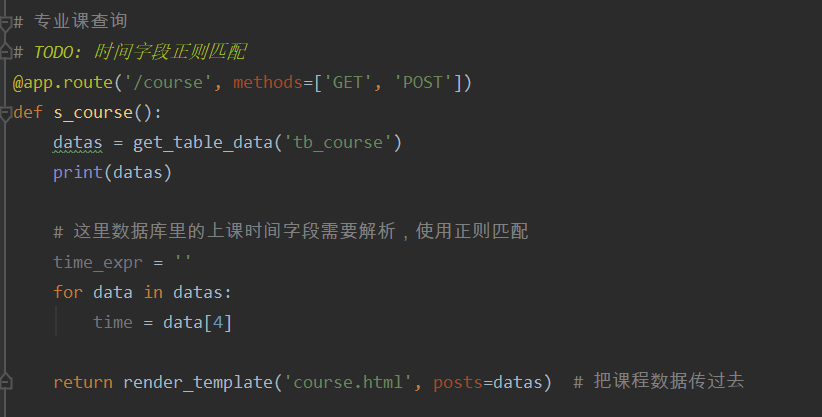 # 专业课查询
# TODO: 时间字段正则匹配
@app.route('/course', methods=['GET', 'POST'])
def s_course():
    datas = get_table_data('tb_course')
    print(datas)
    # 这里数据库里的上课时间字段需要解析，使用正则匹配
    time_expr = ''
    for data in datas:
        time = data[4]
    return render_template('course.html', posts=datas)  # 把课程数据传过去